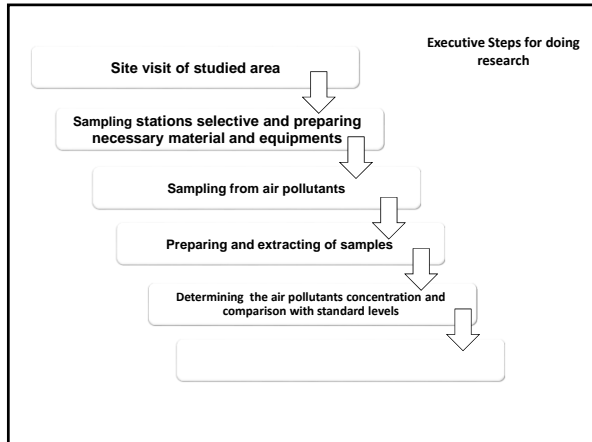 Executive Steps for doing
research
Site visit of studied area
Sampling stations selective and preparing
necessary material and equipments
Sampling from air pollutants
Preparing and extracting of samples
Determining the air pollutants concentration and
comparison with standard levels